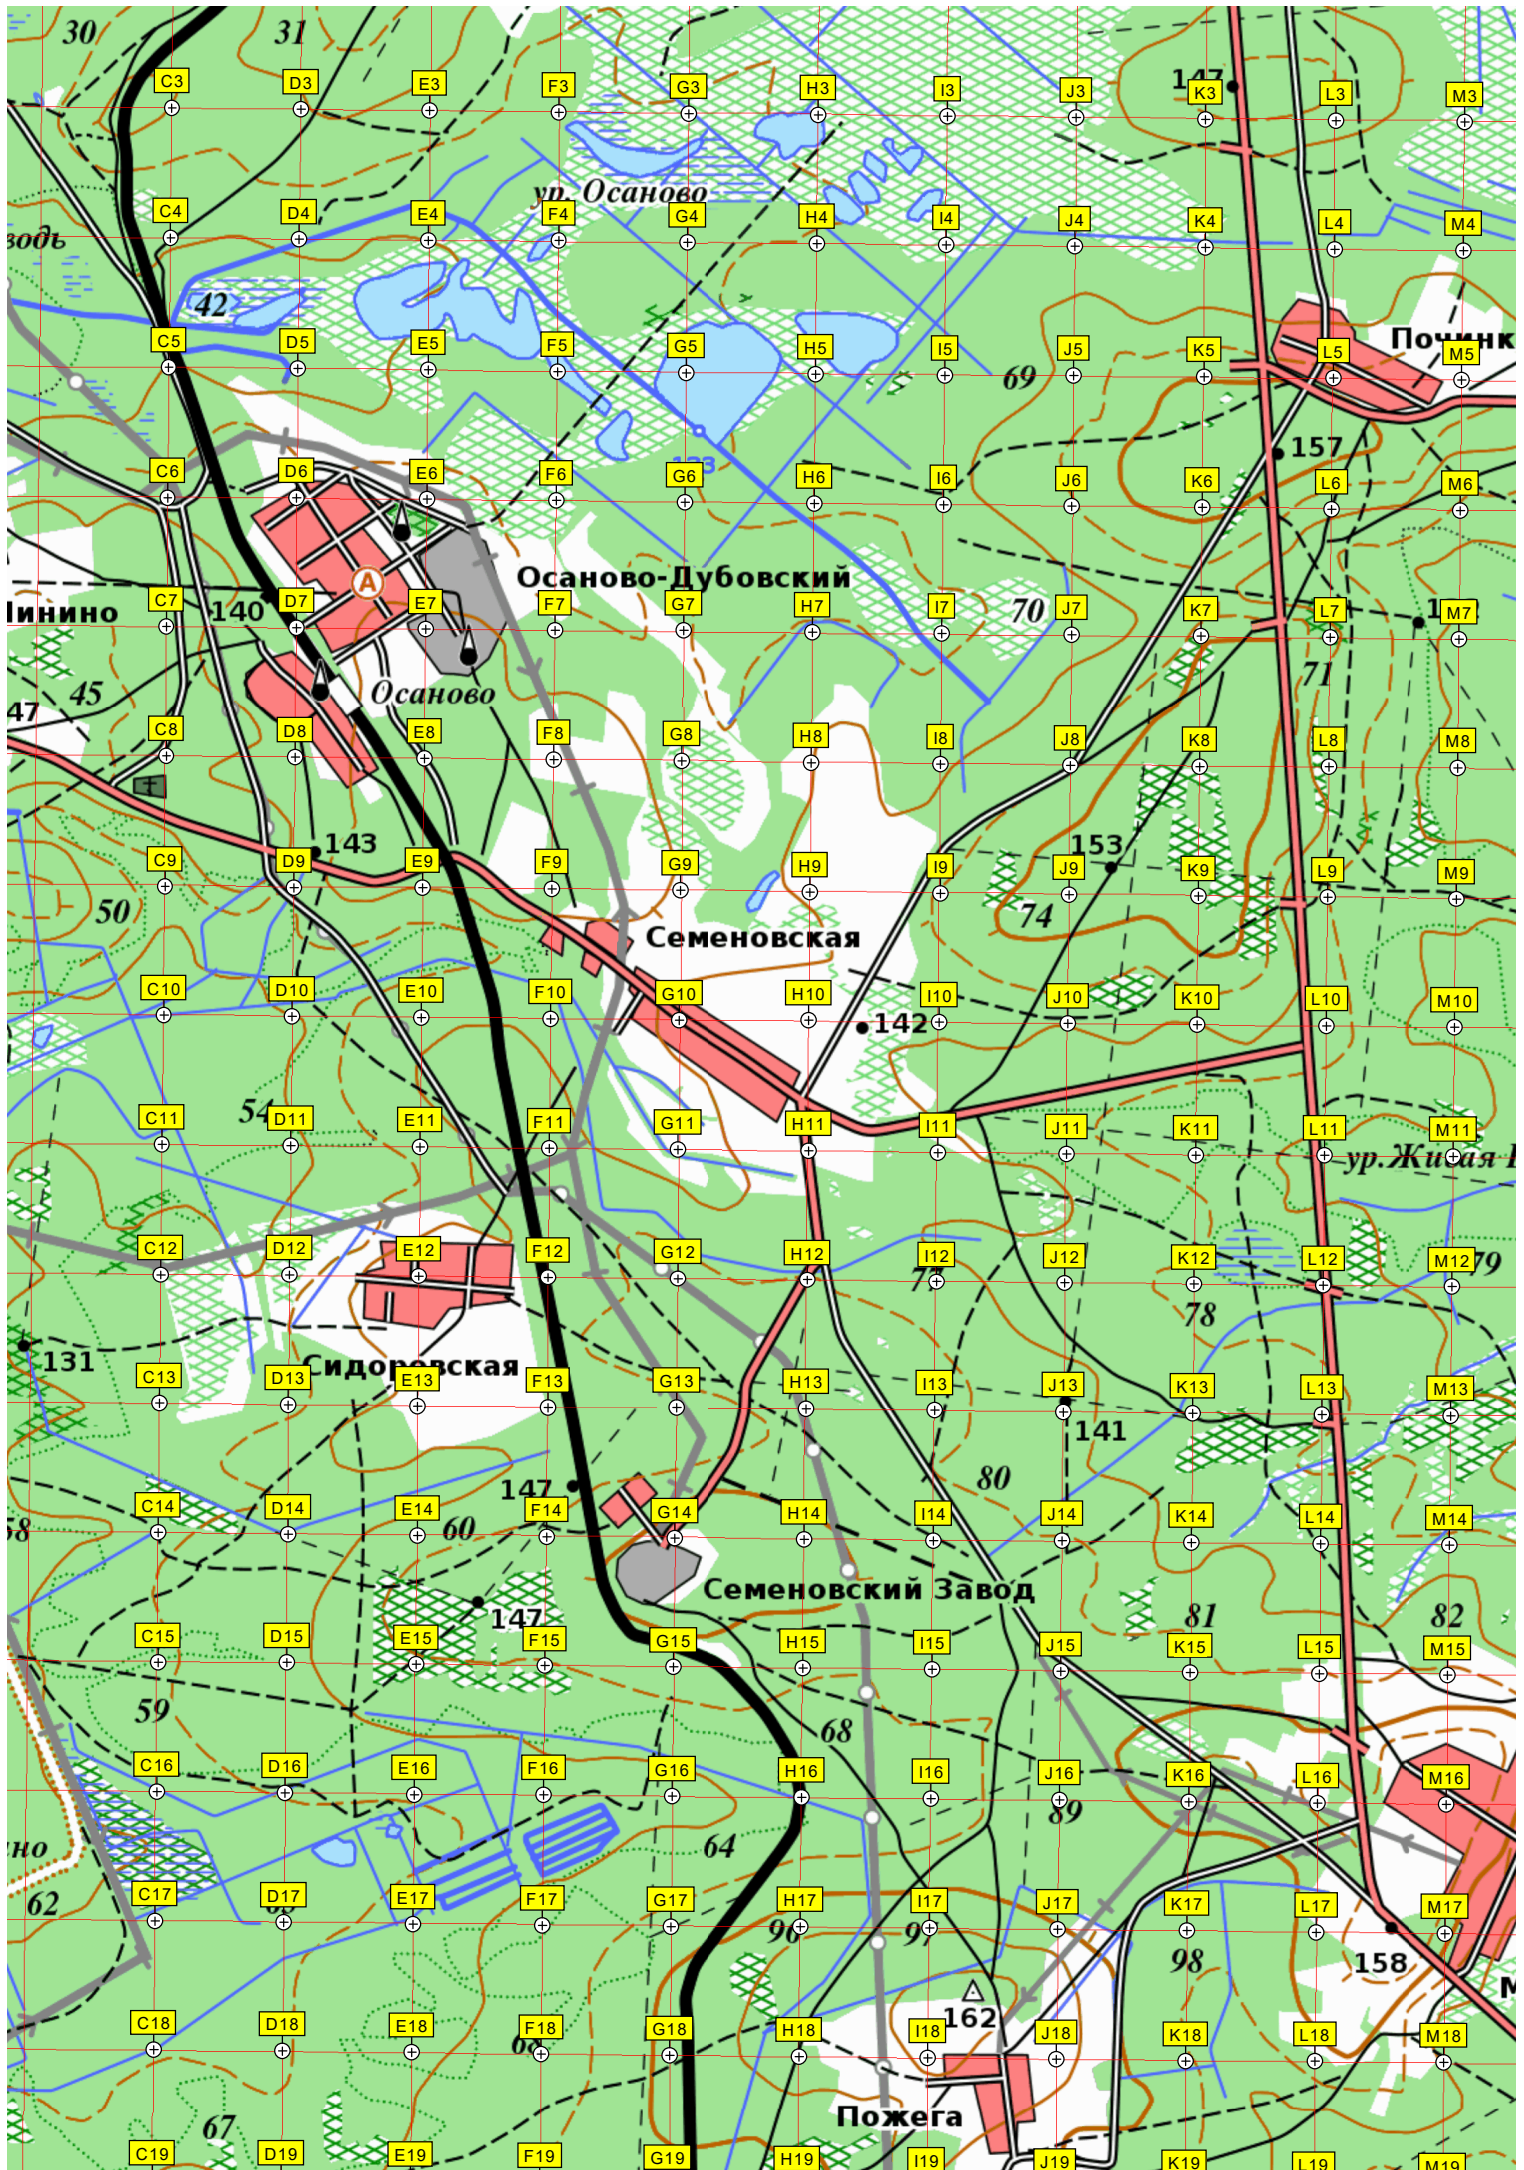 30 31
147
C3 D3 E3 F3 G3 H3 I3 J3 K3 L3 M3
ур. Осаново
C4 D4 E4 F4 G4 H4 I4 J4 K4 L4 M4
42
C5 D5 E5 F5 G5 H5 I5 J5 K5 L5 M5
69
157
C6 D6 E6 F6 G6 H6 I6 J6 K6 L6 M6
Осаново-Дубовский
А
140
70
C7 D7 E7 F7 G7 H7 I7 J7 K7 L7 M7
71
45
Осаново
47
C8 D8 E8 F8 G8 H8 I8 J8 K8 L8 M8
143
153
C9 D9 E9 F9 G9 H9 I9 J9 K9 L9 M9
50
74
Семеновская
C10 D10 E10 F10 G10 H10 I10 J10 K10 L10 M10
142
54
C11 D11 E11 F11 G11 H11 I11 J11 K11 L11 M11
C12 D12 E12 F12 G12 H12 I12 J12 K12 L12 M12
79
77
78
131
Сидоровская
C13 D13 E13 F13 G13 H13 I13 J13 K13 L13 M13
141
80
147
C14 D14 E14 F14 G14 H14 I14 J14 K14 L14 M14
60
Семеновский Завод
147
81
82
C15 D15 E15 F15 G15 H15 I15 J15 K15 L15 M15
59
68
C16 D16 E16 F16 G16 H16 I16 J16 K16 L16 M16
89
64
62
C17 D17 E17 F17 G17 H17 I17 J17 K17 L17 M17
96
97
98
158
162
C18 D18 E18 F18 G18 H18 I18 J18 K18 L18 M18
Пожега
67
C19 D19 E19 F19 G19 H19 I19 J19 K19 L19 M19